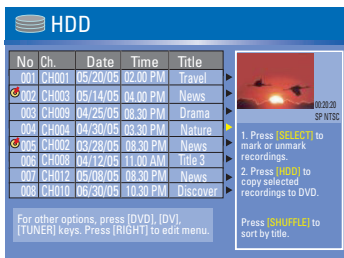 HDD
No Ch. Date Time Title
001 CH001 05/20/05 02.00 PM Travel
002 CH003 05/14/05 04.00 PM News
003 CH009 04/25/05 08.30 PM Drama
004 CH004 04/30/05 03.30 PM Nature
005 CH002 03/28/05 08.30 PM News
006 CH008 04/12/05 11.00 AM Title 3
007 CH012 05/08/05 08.30 PM News
008 CH010 06/30/05 10.30 PM Discover
For other options, press [DVD], [DV],
[TUNER] keys. Press [RIGHT] to edit menu.
00:20:20
SP NTSC
1. Press [SELECT] to
mark or unmark
recordings.
2. Press [HDD] to
copy selected
recordings to DVD.
Press [SHUFFLE] to
sort by title.